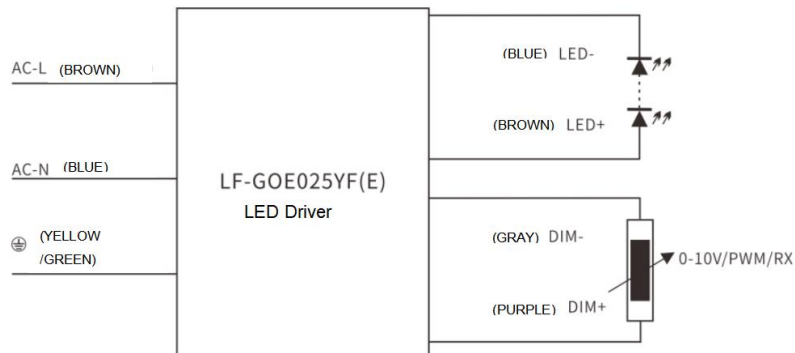 AC-L (BROWN)
AC-N (BLUE)
(YELLOW
/GREEN)
LF-GOE025YF(E)
LED Driver
(BLUE) LED-
(BROWN) LED+
(GRAY) DIM-
(PURPLE) DIM+
0-10V/PWM/RX